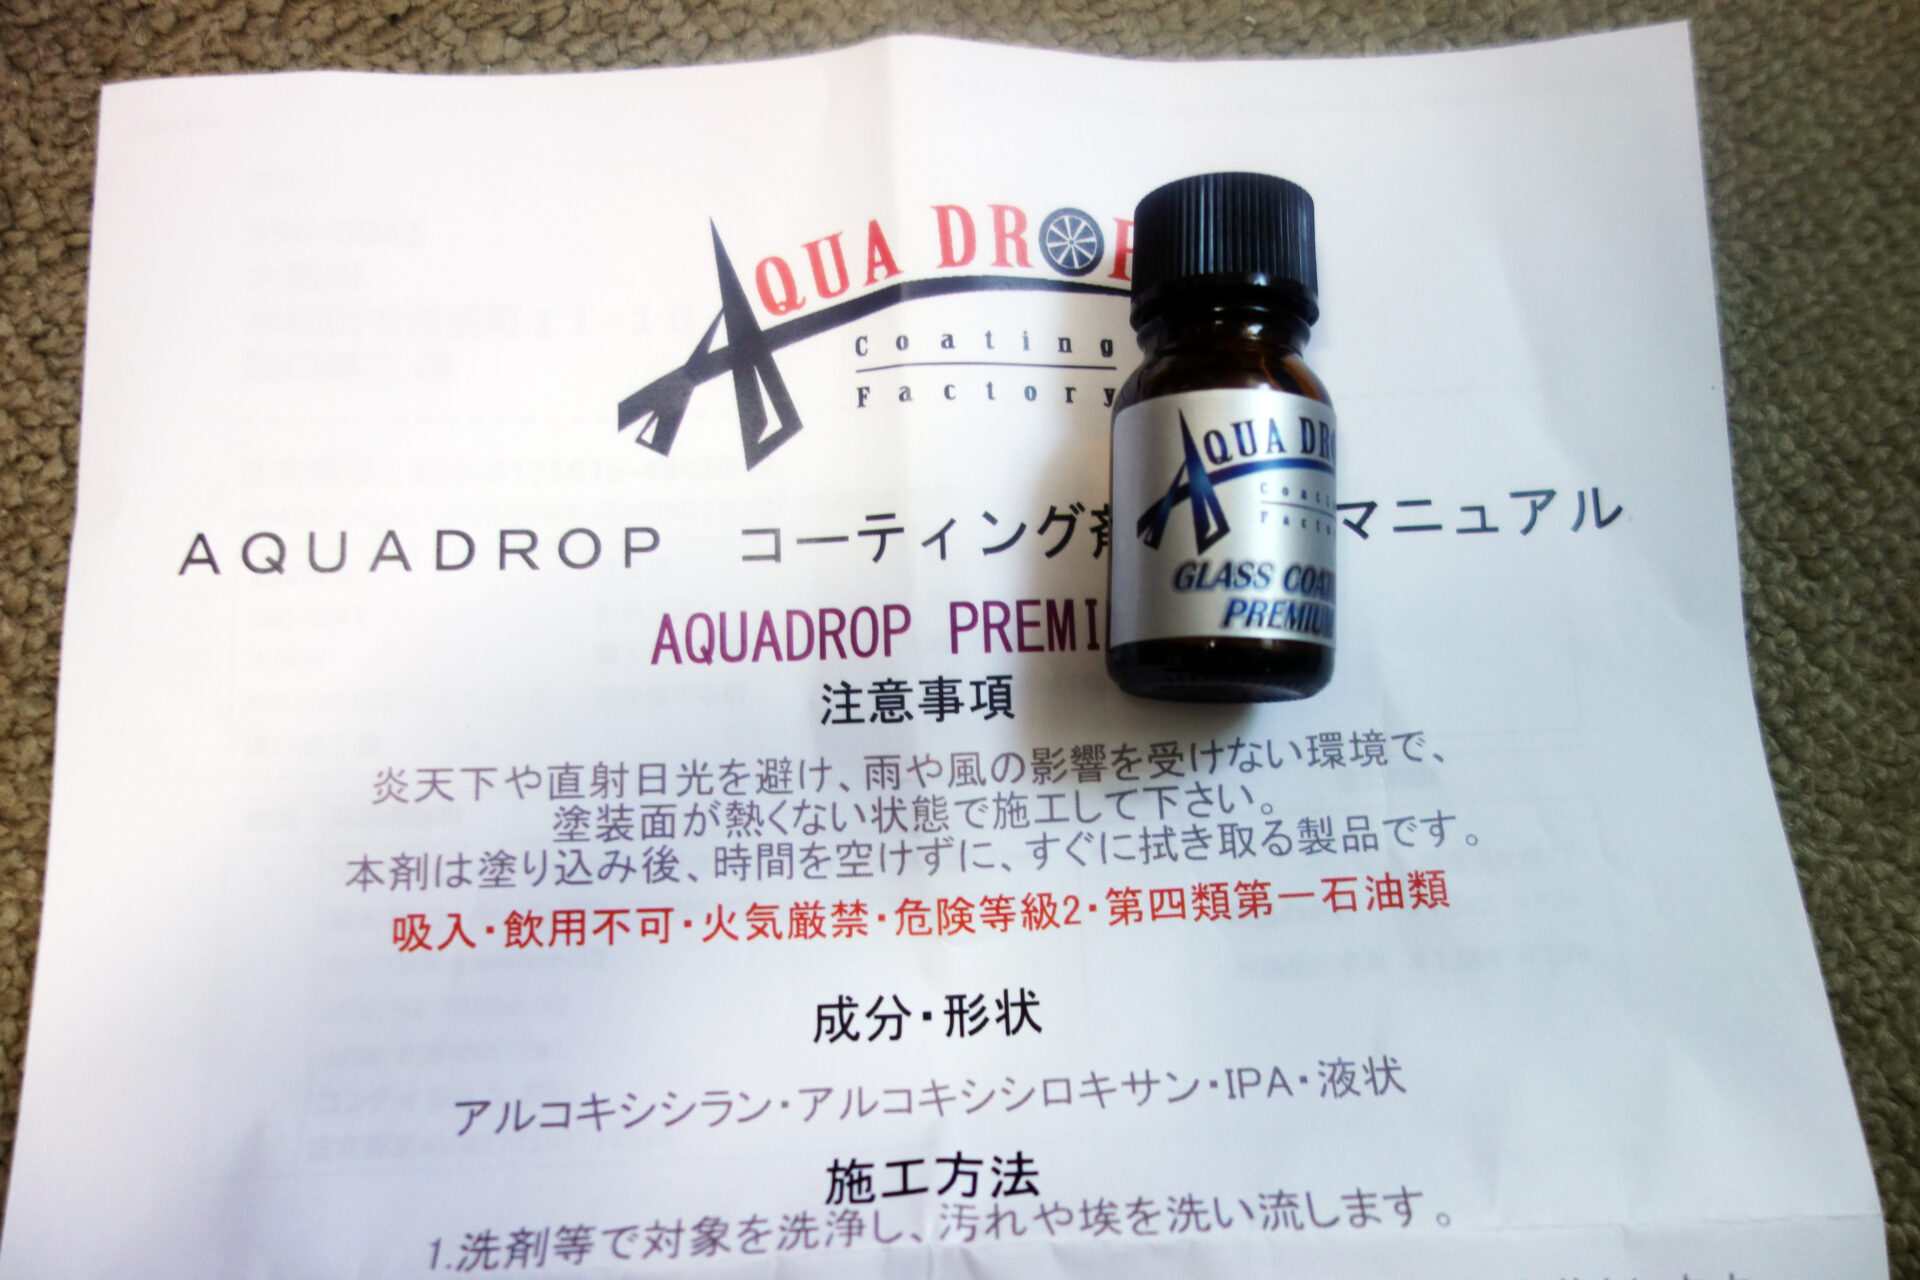 AQUA DROP
Coating
Factory
AQUADROP コーティング剤 マニュアル
AQUADROP PREMI
注意事項
炎天下や直射日光を避け、雨や風の影響を受けない環境で、
塗装面が熱くない状態で施工して下さい。
本剤は塗り込み後、時間を空けずに、すぐに拭き取る製品です。
吸入・飲用不可・火気厳禁・危険等級2・第四類第一石油類
成分・形状
アルコキシシラン・アルコキシシロキサン・IPA・液状
施工方法
1.洗剤等で対象を洗浄し、汚れや埃を洗い流します。
AQUA DRO
Coati
Facto
GLASS COAT
PREMIUM